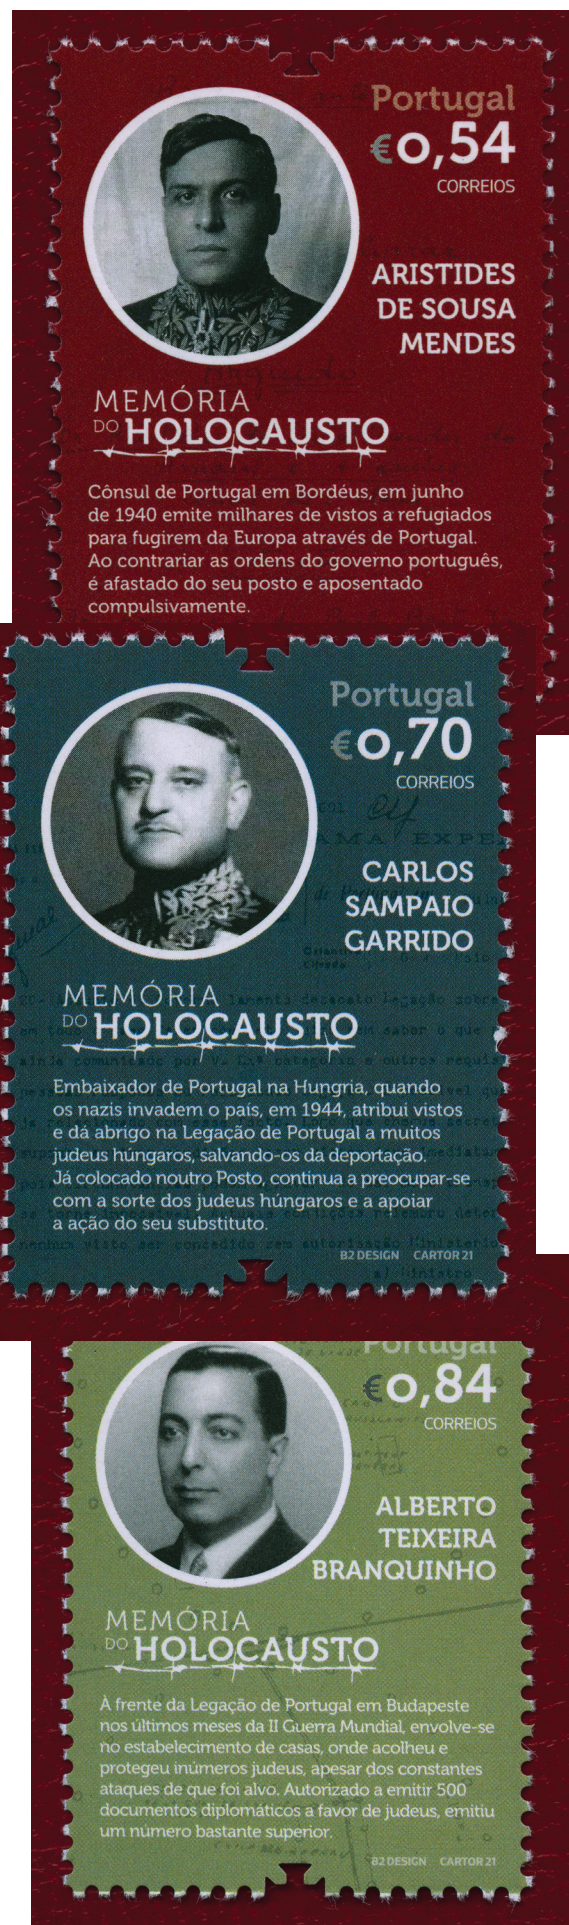 Portugal
€0,54
CORREIOS
ARISTIDES
DE SOUSA
MENDES
MEMÓRIA
DO HOLOCAUSTO
Cônsul de Portugal em Bordéus, em junho
de 1940 emite milhares de vistos a refugiados
para fugirem da Europa através de Portugal.
Ao contrariar as ordens do governo português,
é afastado do seu posto e aposentado
compulsivamente.
Portugal
€0,70
CORREIOS
CARLOS
SAMPAIO
GARRIDO
MEMÓRIA
DO HOLOCAUSTO
Embaixador de Portugal na Hungria, quando
os nazis invadem o país, em 1944, atribui vistos
e dá abrigo na Legação de Portugal a muitos
judeus húngaros, salvando-os da deportação.
Já colocado noutro Posto, continua a preocupar-se
com a sorte dos judeus húngaros e a apoiar
a ação do seu substituto.
B2 DESIGN CARTOR 21
Portugal
€0,84
CORREIOS
ALBERTO
TEIXEIRA
BRANQUINHO
MEMÓRIA
DO HOLOCAUSTO
À frente da Legação de Portugal em Budapeste
nos últimos meses da II Guerra Mundial, envolve-se
no estabelecimento de casas, onde acolheu e
protegeu inúmeros judeus, apesar dos constantes
ataques de que foi alvo. Autorizado a emitir 500
documentos diplomáticos a favor de judeus, emitiu
um número bastante superior.
B2 DESIGN CARTOR 21